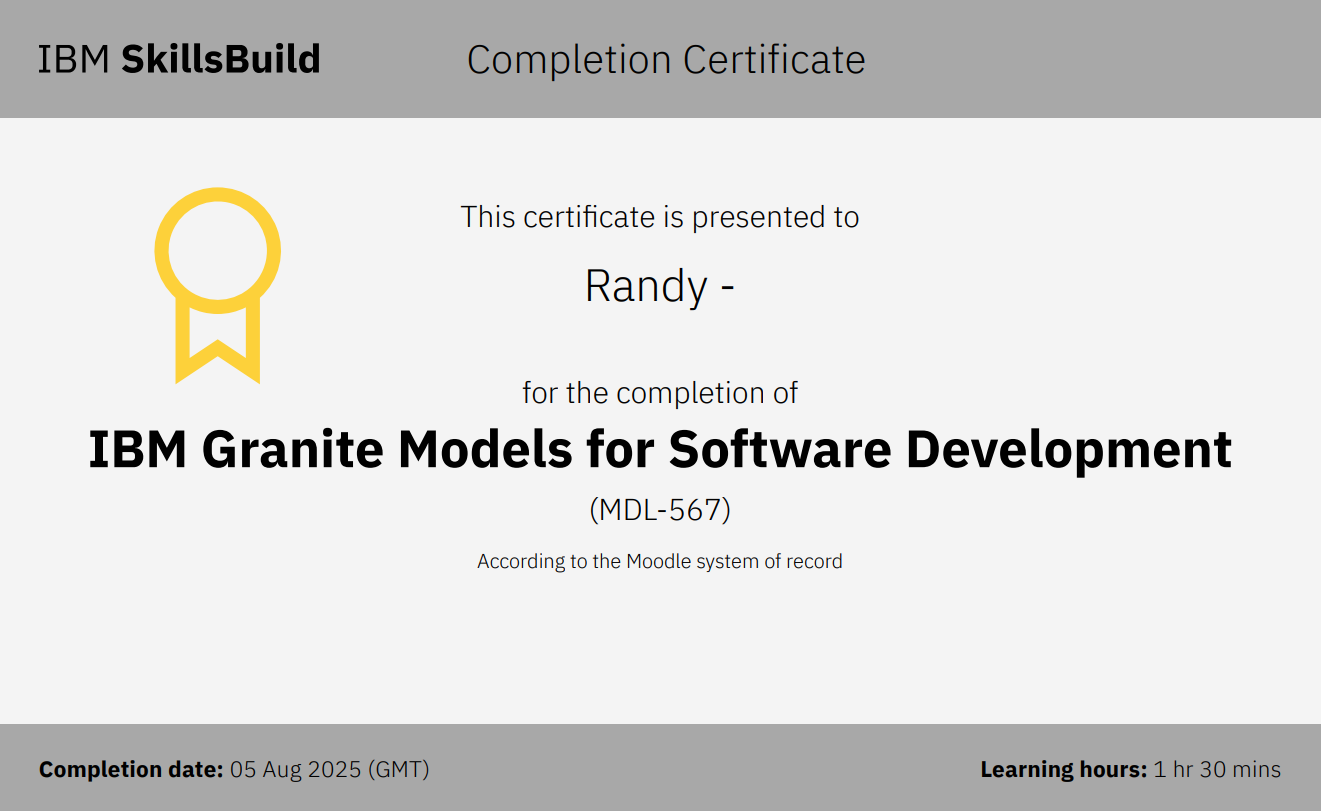 IBM SkillsBuild
Completion Certificate
This certificate is presented to
Randy -
for the completion of
IBM Granite Models for Software Development
(MDL-567)
According to the Moodle system of record
Completion date: 05 Aug 2025 (GMT)
Learning hours: 1 hr 30 mins